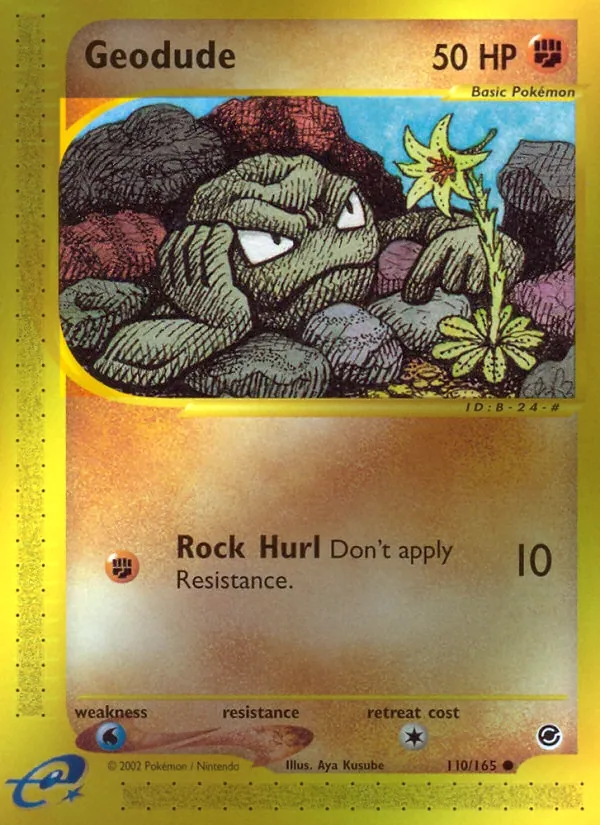 Geodude 50 HP
Basic Pokémon
ID:B-24-#
Rock Hurl Don't apply 10
Resistance.
weakness resistance retreat cost
© 2002 Pokémon / Nintendo Illus. Aya Kusube 110/165
e